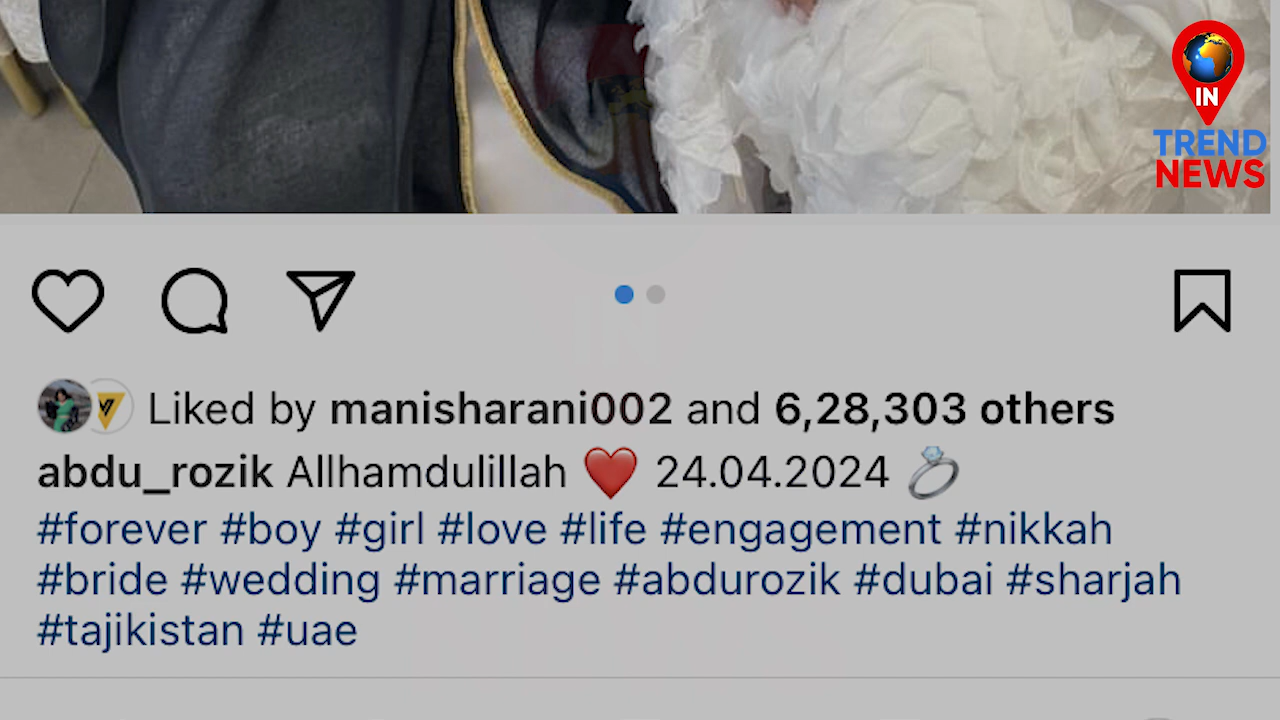 IN
TREND
NEWS
Liked by manisharani002 and 6,28,303 others
abdu_rozik Allhamdulillah ❤️ 24.04.2024 💍
#forever #boy #girl #love #life #engagement #nikkah
#bride #wedding #marriage #abdurozik #dubai #sharjah
#tajikistan #uae